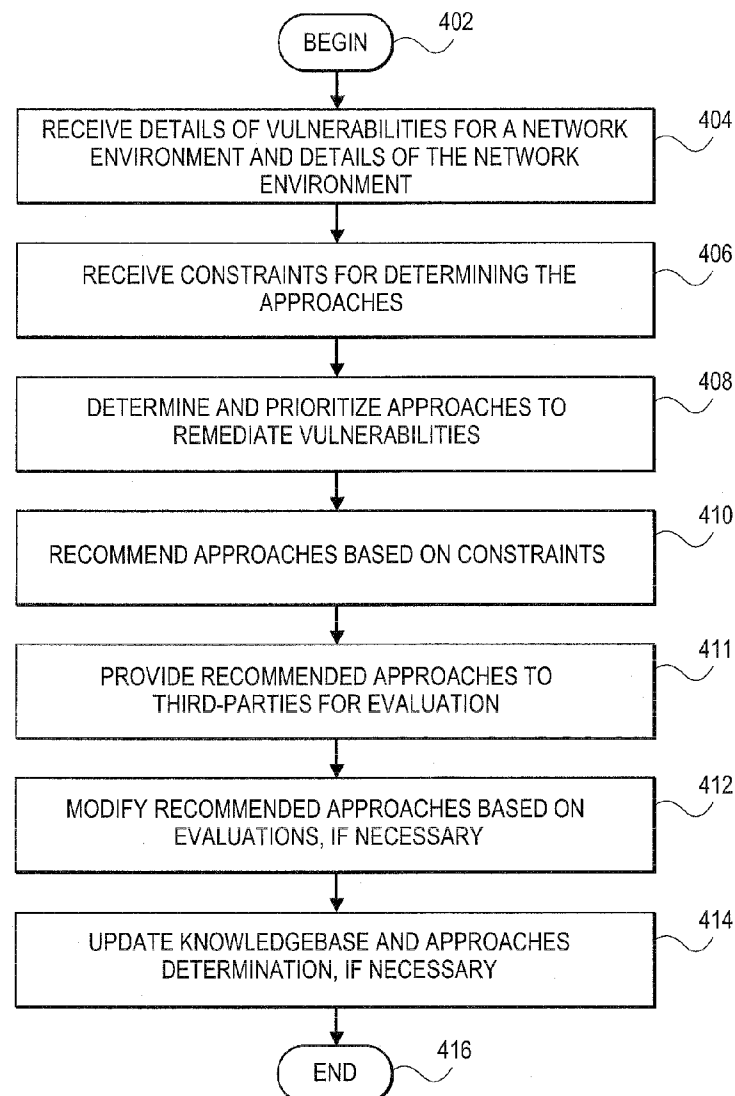 BEGIN
402
RECEIVE DETAILS OF VULNERABILITIES FOR A NETWORK
ENVIRONMENT AND DETAILS OF THE NETWORK
ENVIRONMENT
404
RECEIVE CONSTRAINTS FOR DETERMINING THE
APPROACHES
406
DETERMINE AND PRIORITIZE APPROACHES TO
REMEDIATE VULNERABILITIES
408
RECOMMEND APPROACHES BASED ON CONSTRAINTS
410
PROVIDE RECOMMENDED APPROACHES TO
THIRD-PARTIES FOR EVALUATION
411
MODIFY RECOMMENDED APPROACHES BASED ON
EVALUATIONS, IF NECESSARY
412
UPDATE KNOWLEDGEBASE AND APPROACHES
DETERMINATION, IF NECESSARY
414
END
416